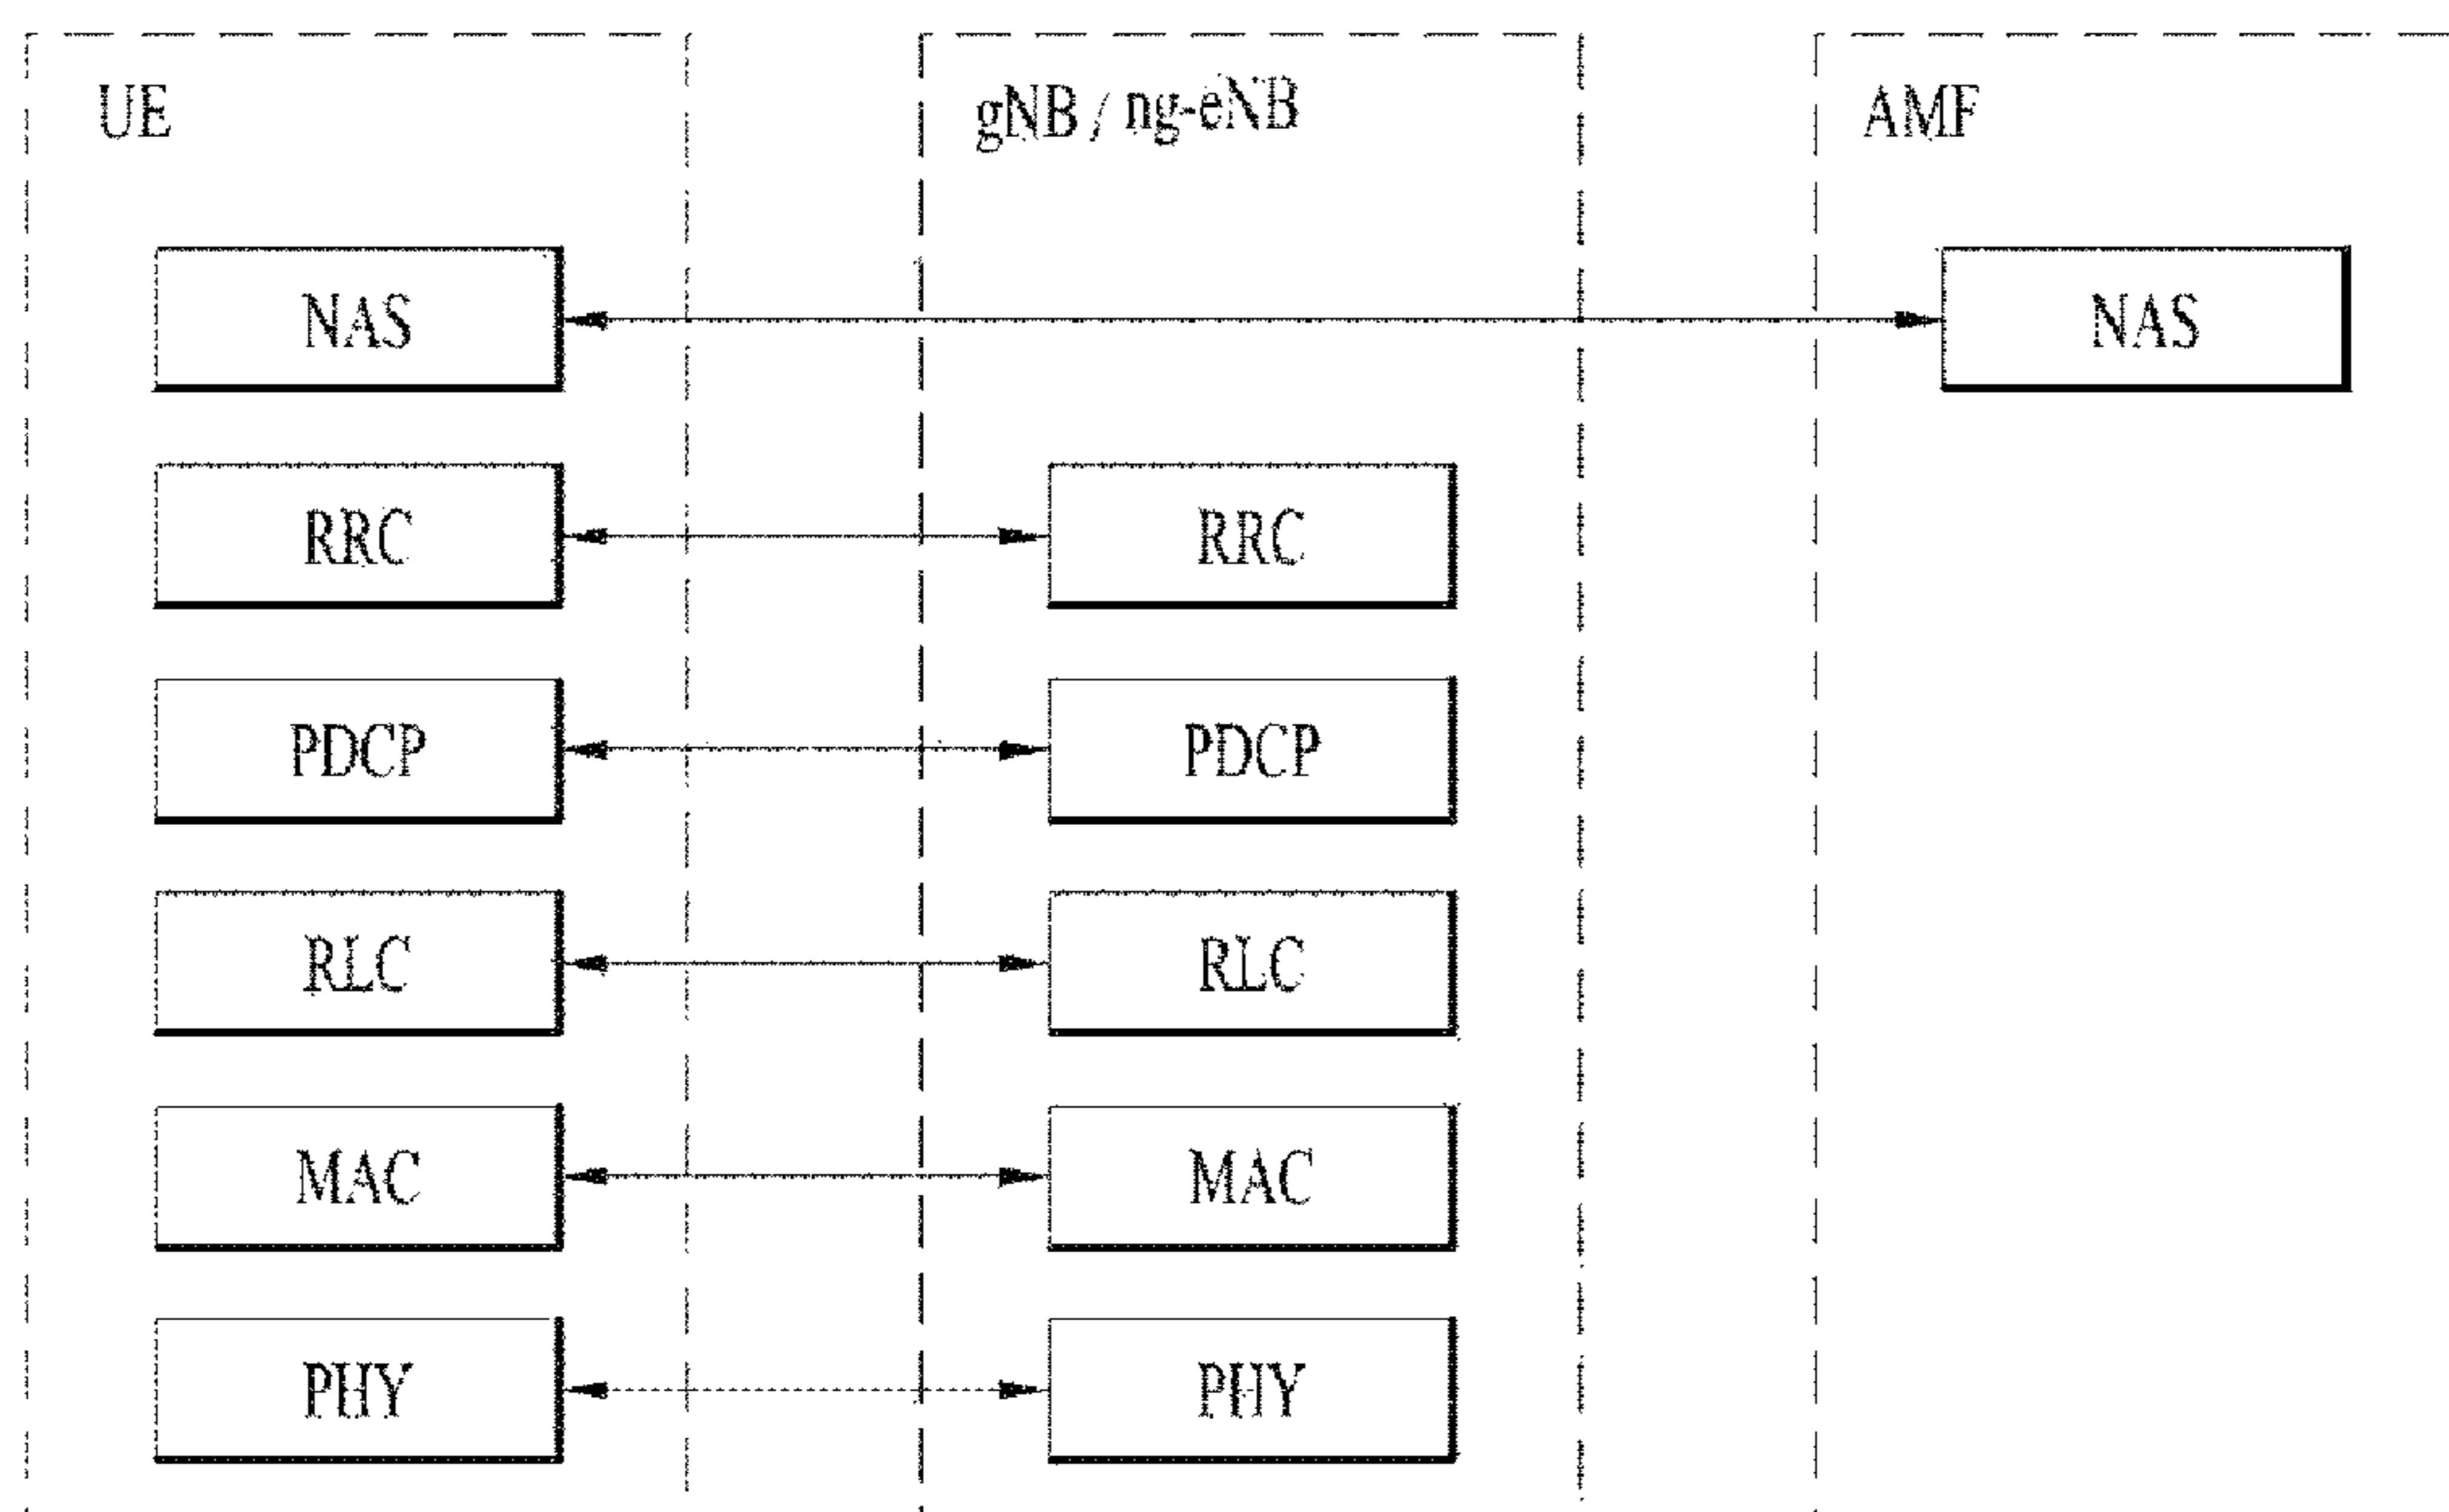 UE gNB / ng-eNB AMF
NAS NAS
RRC RRC
PDCP PDCP
RLC RLC
MAC MAC
PHY PHY